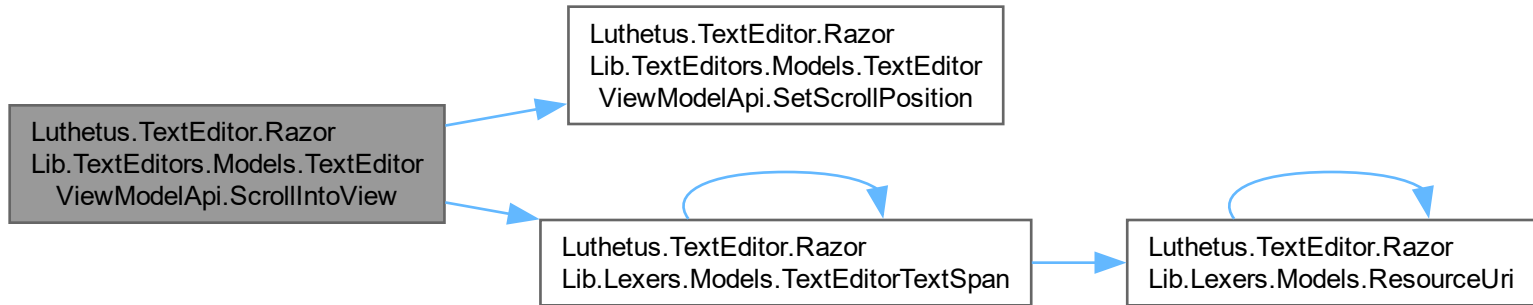 Luthetus.TextEditor.Razor
Lib.TextEditors.Models.TextEditor
ViewModelApi.ScrollIntoView
Luthetus.TextEditor.Razor
Lib.TextEditors.Models.TextEditor
ViewModelApi.SetScrollPosition
Luthetus.TextEditor.Razor
Lib.Lexers.Models.TextEditorTextSpan
Luthetus.TextEditor.Razor
Lib.Lexers.Models.ResourceUri